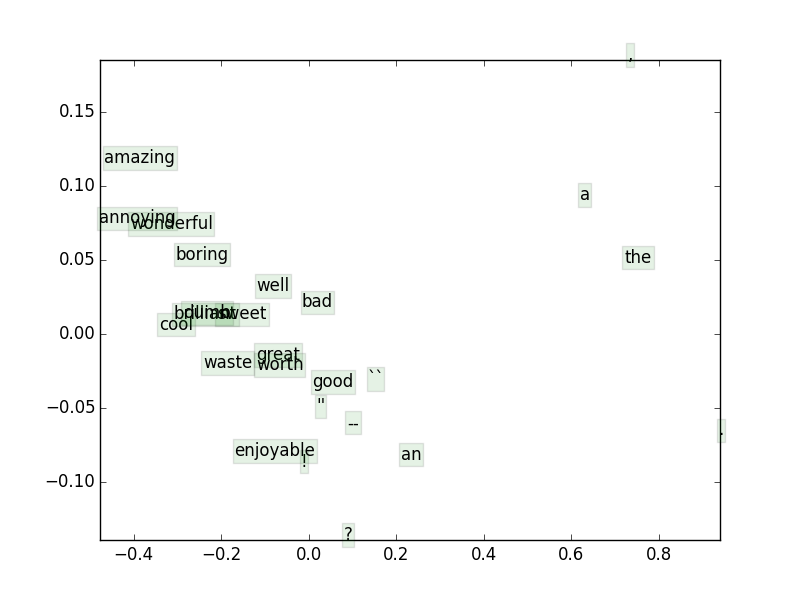 ,
0.15
amazing
0.10
a
annoying
wonderful
boring
the
0.05
well
bad
brilliant
dumb
sweet
cool
0.00
great
waste
worth
good
``
"
−0.05
--
.
enjoyable
!
an
−0.10
?
−0.4 −0.2 0.0 0.2 0.4 0.6 0.8